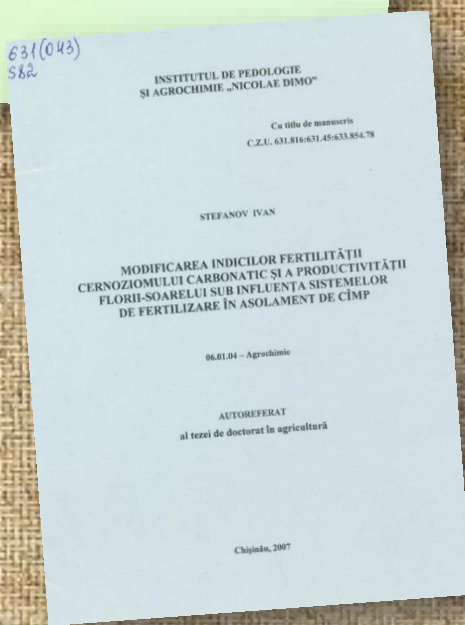 631(043)
S82
INSTITUTUL DE PEDOLOGIE
ŞI AGROCHIMIE „NICOLAE DIMO”
Cu titlu de manuscris
C.Z.U. 631.816:631.45:633.854.78
STEFANOV IVAN
MODIFICAREA INDICILOR FERTILITĂŢII
CERNOZIOMULUI CARBONATIC ŞI A PRODUCTIVITĂŢII
FLORII-SOARELUI SUB INFLUENŢA SISTEMELOR
DE FERTILIZARE ÎN ASOLAMENT DE CÎMP
06.01.04 – Agrochimie
AUTOREFERAT
al tezei de doctorat în agricultură
Chişinău, 2007